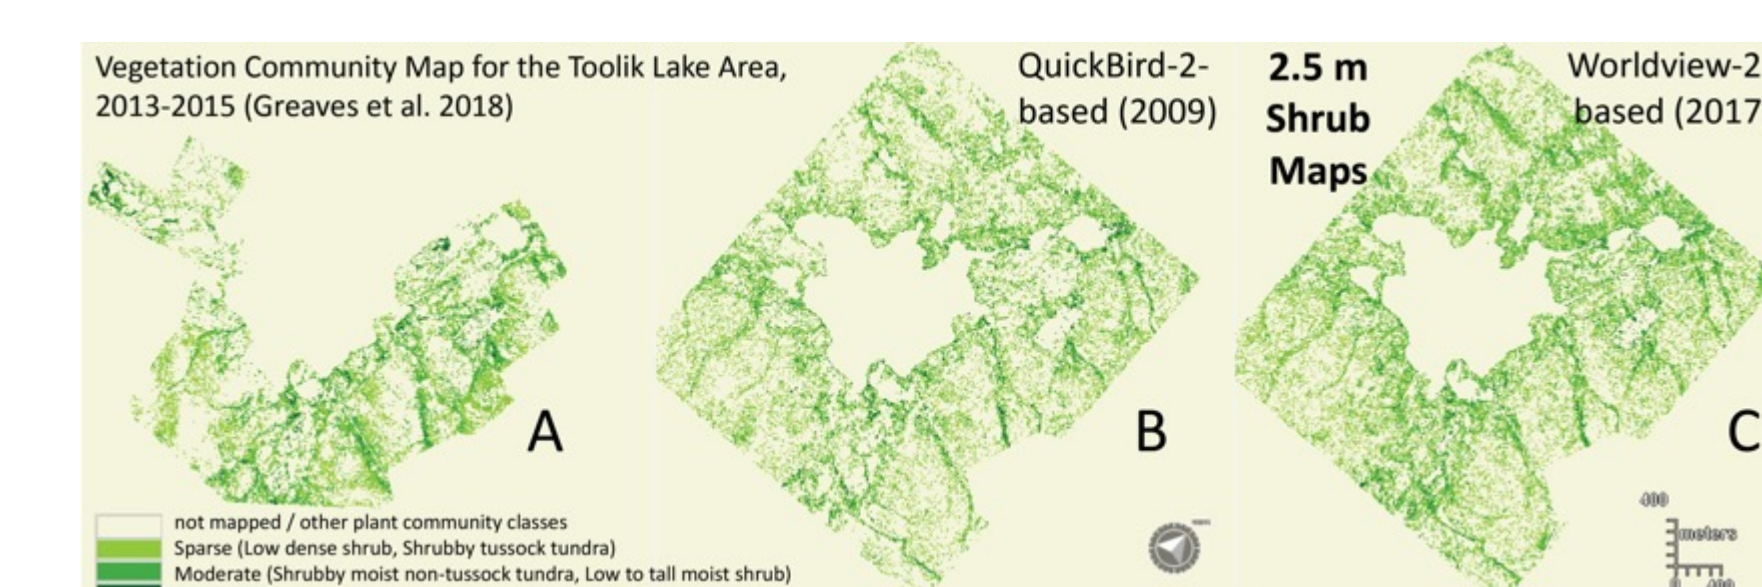 Vegetation Community Map for the Toolik Lake Area,
2013-2015 (Greaves et al. 2018)
QuickBird-2-
based (2009)
2.5 m
Shrub
Maps
Worldview-2
based (2017
A
B
C
not mapped / other plant community classes
Sparse (Low dense shrub, Shrubby tussock tundra)
Moderate (Shrubby moist non-tussock tundra, Low to tall moist shrub)
400
meters
0 400